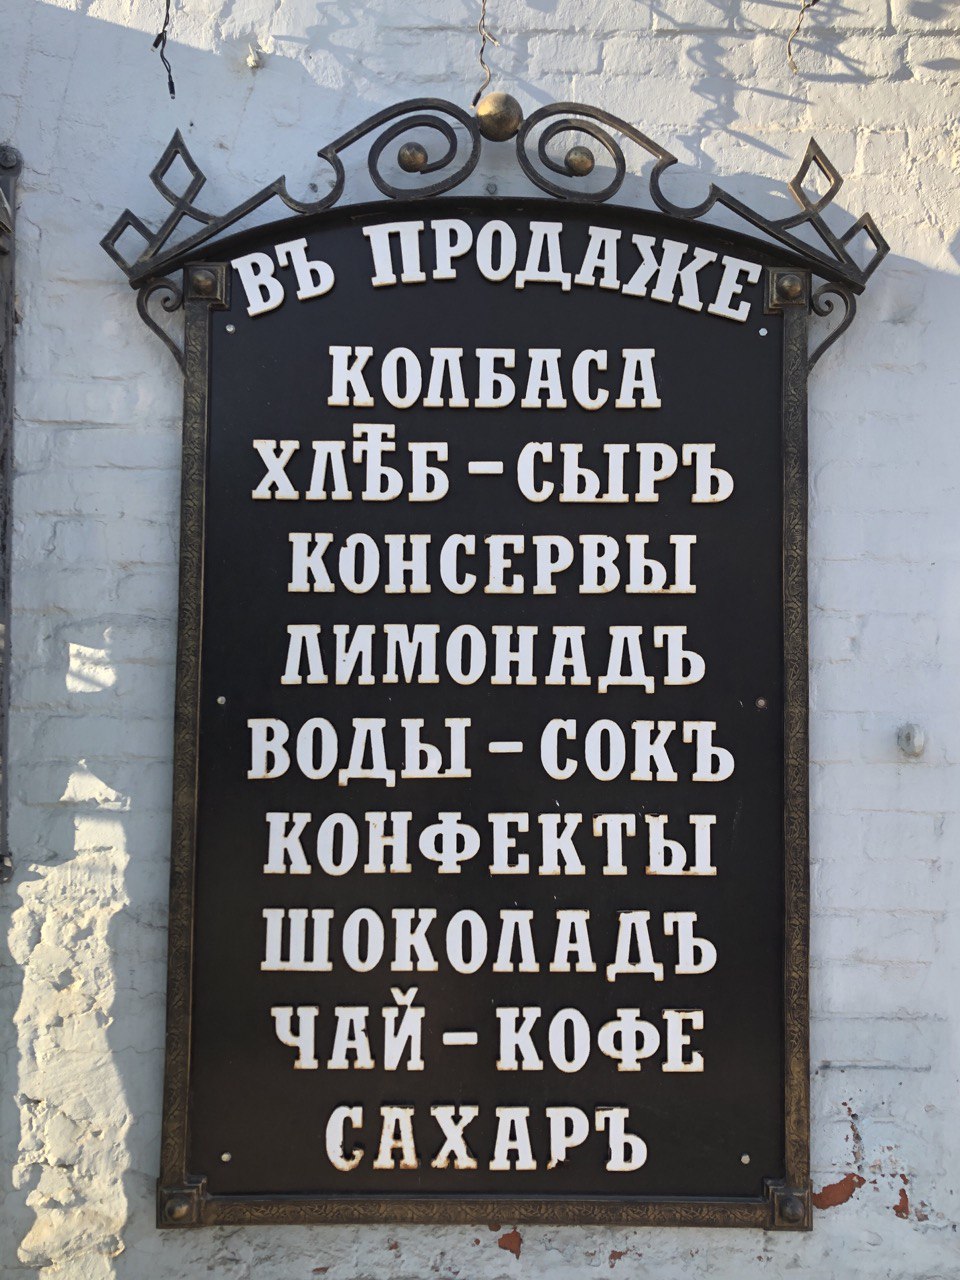 ВЪ ПРОДАЖЕ
КОЛБАСА
ХЛѢБ – СЫРЪ
КОНСЕРВЫ
ЛИМОНАДЪ
ВОДЫ – СОКЪ
КОНФЕКТЫ
ШОКОЛАДЪ
ЧАЙ – КОФЕ
САХАРЪ